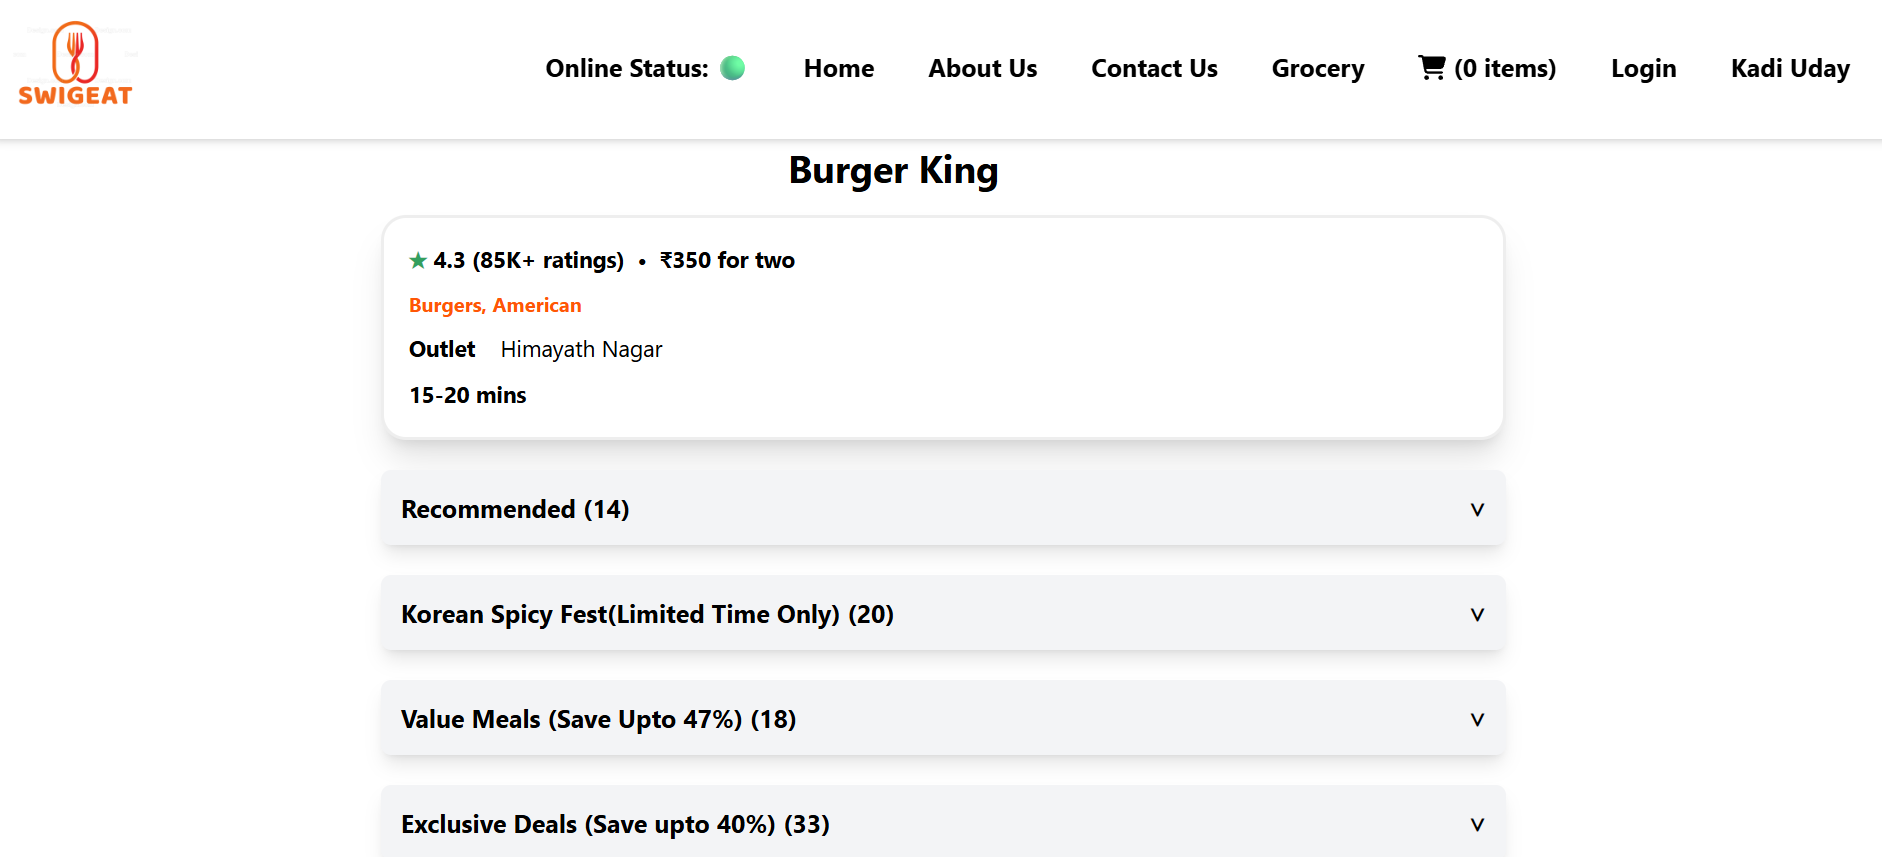 SWIGEAT
Online Status: Home About Us Contact Us Grocery (0 items) Login Kadi Uday
Burger King
★ 4.3 (85K+ ratings) • ₹350 for two
Burgers, American
Outlet Himayath Nagar
15-20 mins
Recommended (14) ˅
Korean Spicy Fest(Limited Time Only) (20) ˅
Value Meals (Save Upto 47%) (18) ˅
Exclusive Deals (Save upto 40%) (33) ˅